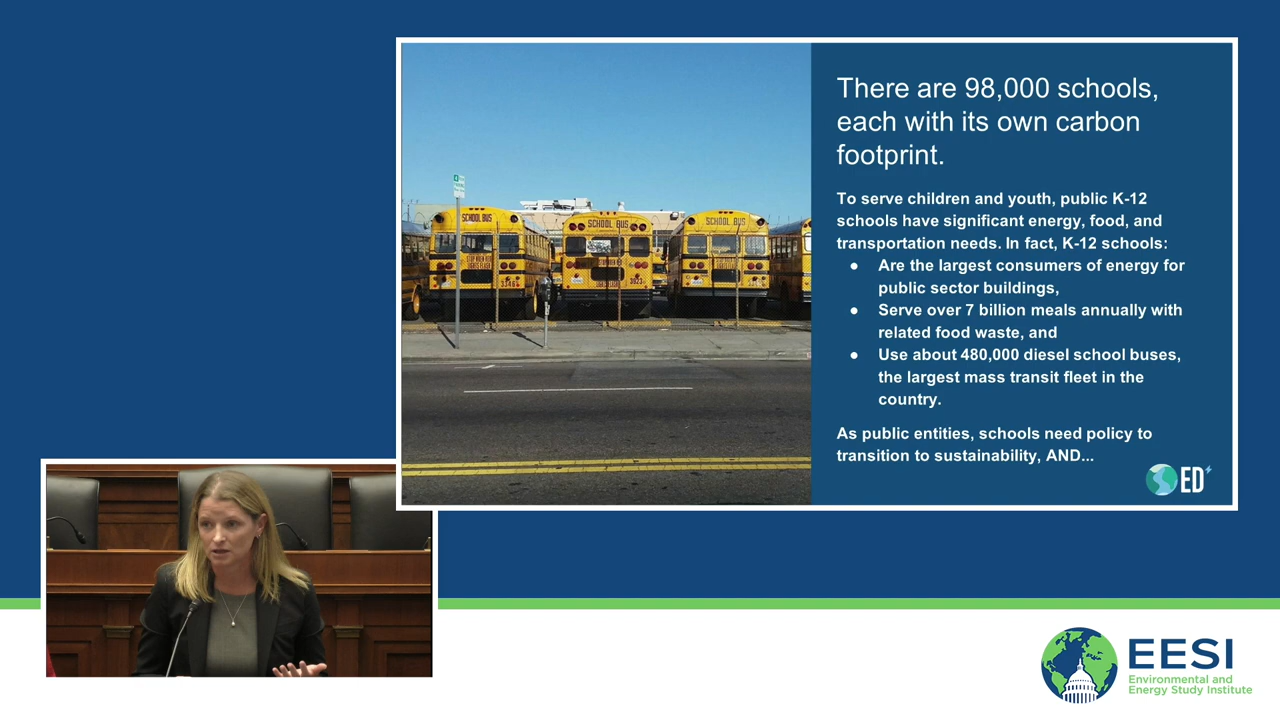 There are 98,000 schools,
each with its own carbon
footprint.
To serve children and youth, public K-12
schools have significant energy, food, and
transportation needs. In fact, K-12 schools:
● Are the largest consumers of energy for
public sector buildings,
● Serve over 7 billion meals annually with
related food waste, and
● Use about 480,000 diesel school buses,
the largest mass transit fleet in the
country.
As public entities, schools need policy to
transition to sustainability, AND...
ED
SCHOOL BUS
SCHOOL BUS
SCHOOL BUS
EESI
Environmental and
Energy Study Institute